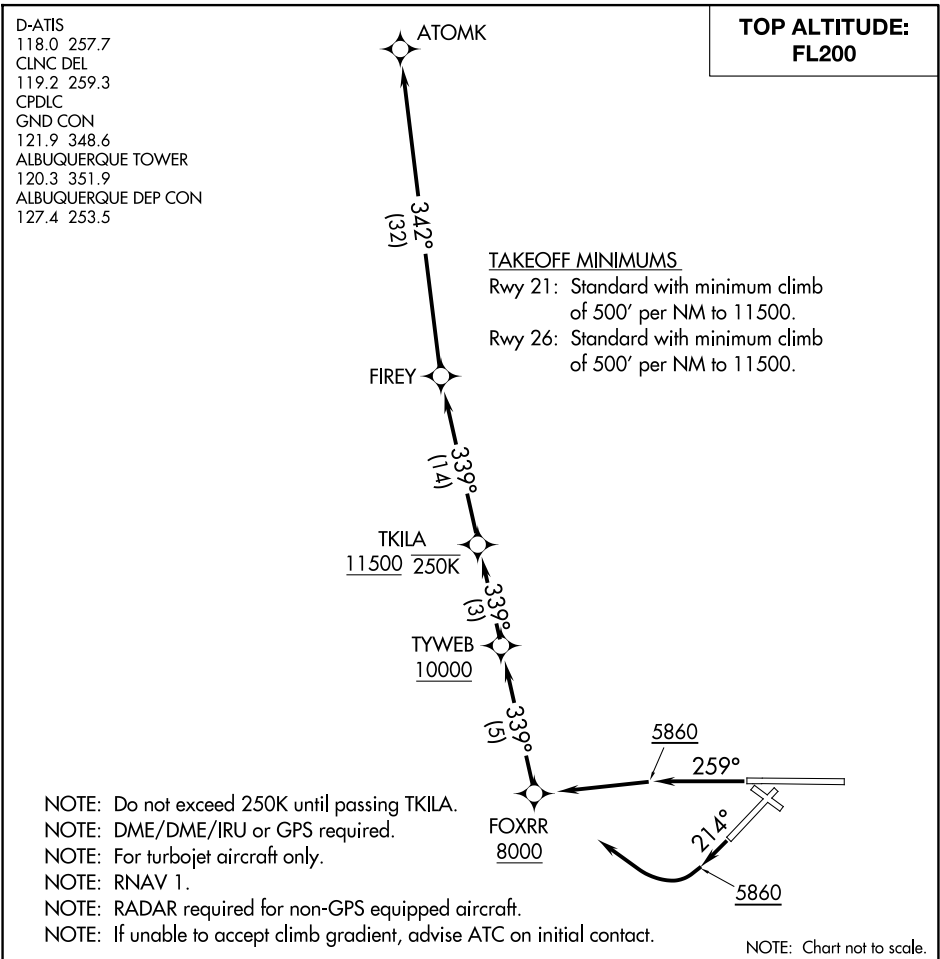 D-ATIS
118.0 257.7
CLNC DEL
119.2 259.3
CPDLC
GND CON
121.9 348.6
ALBUQUERQUE TOWER
120.3 351.9
ALBUQUERQUE DEP CON
127.4 253.5
TOP ALTITUDE:
FL200
ATOMK
342°
(32)
TAKEOFF MINIMUMS
Rwy 21: Standard with minimum climb
of 500' per NM to 11500.
Rwy 26: Standard with minimum climb
of 500' per NM to 11500.
FIREY
339°
(14)
TKILA
11500 250K
339°
(3)
TYWEB
10000
339°
(5)
5860
259°
FOXRR
8000
214°
5860
NOTE: Do not exceed 250K until passing TKILA.
NOTE: DME/DME/IRU or GPS required.
NOTE: For turbojet aircraft only.
NOTE: RNAV 1.
NOTE: RADAR required for non-GPS equipped aircraft.
NOTE: If unable to accept climb gradient, advise ATC on initial contact.
NOTE: Chart not to scale.